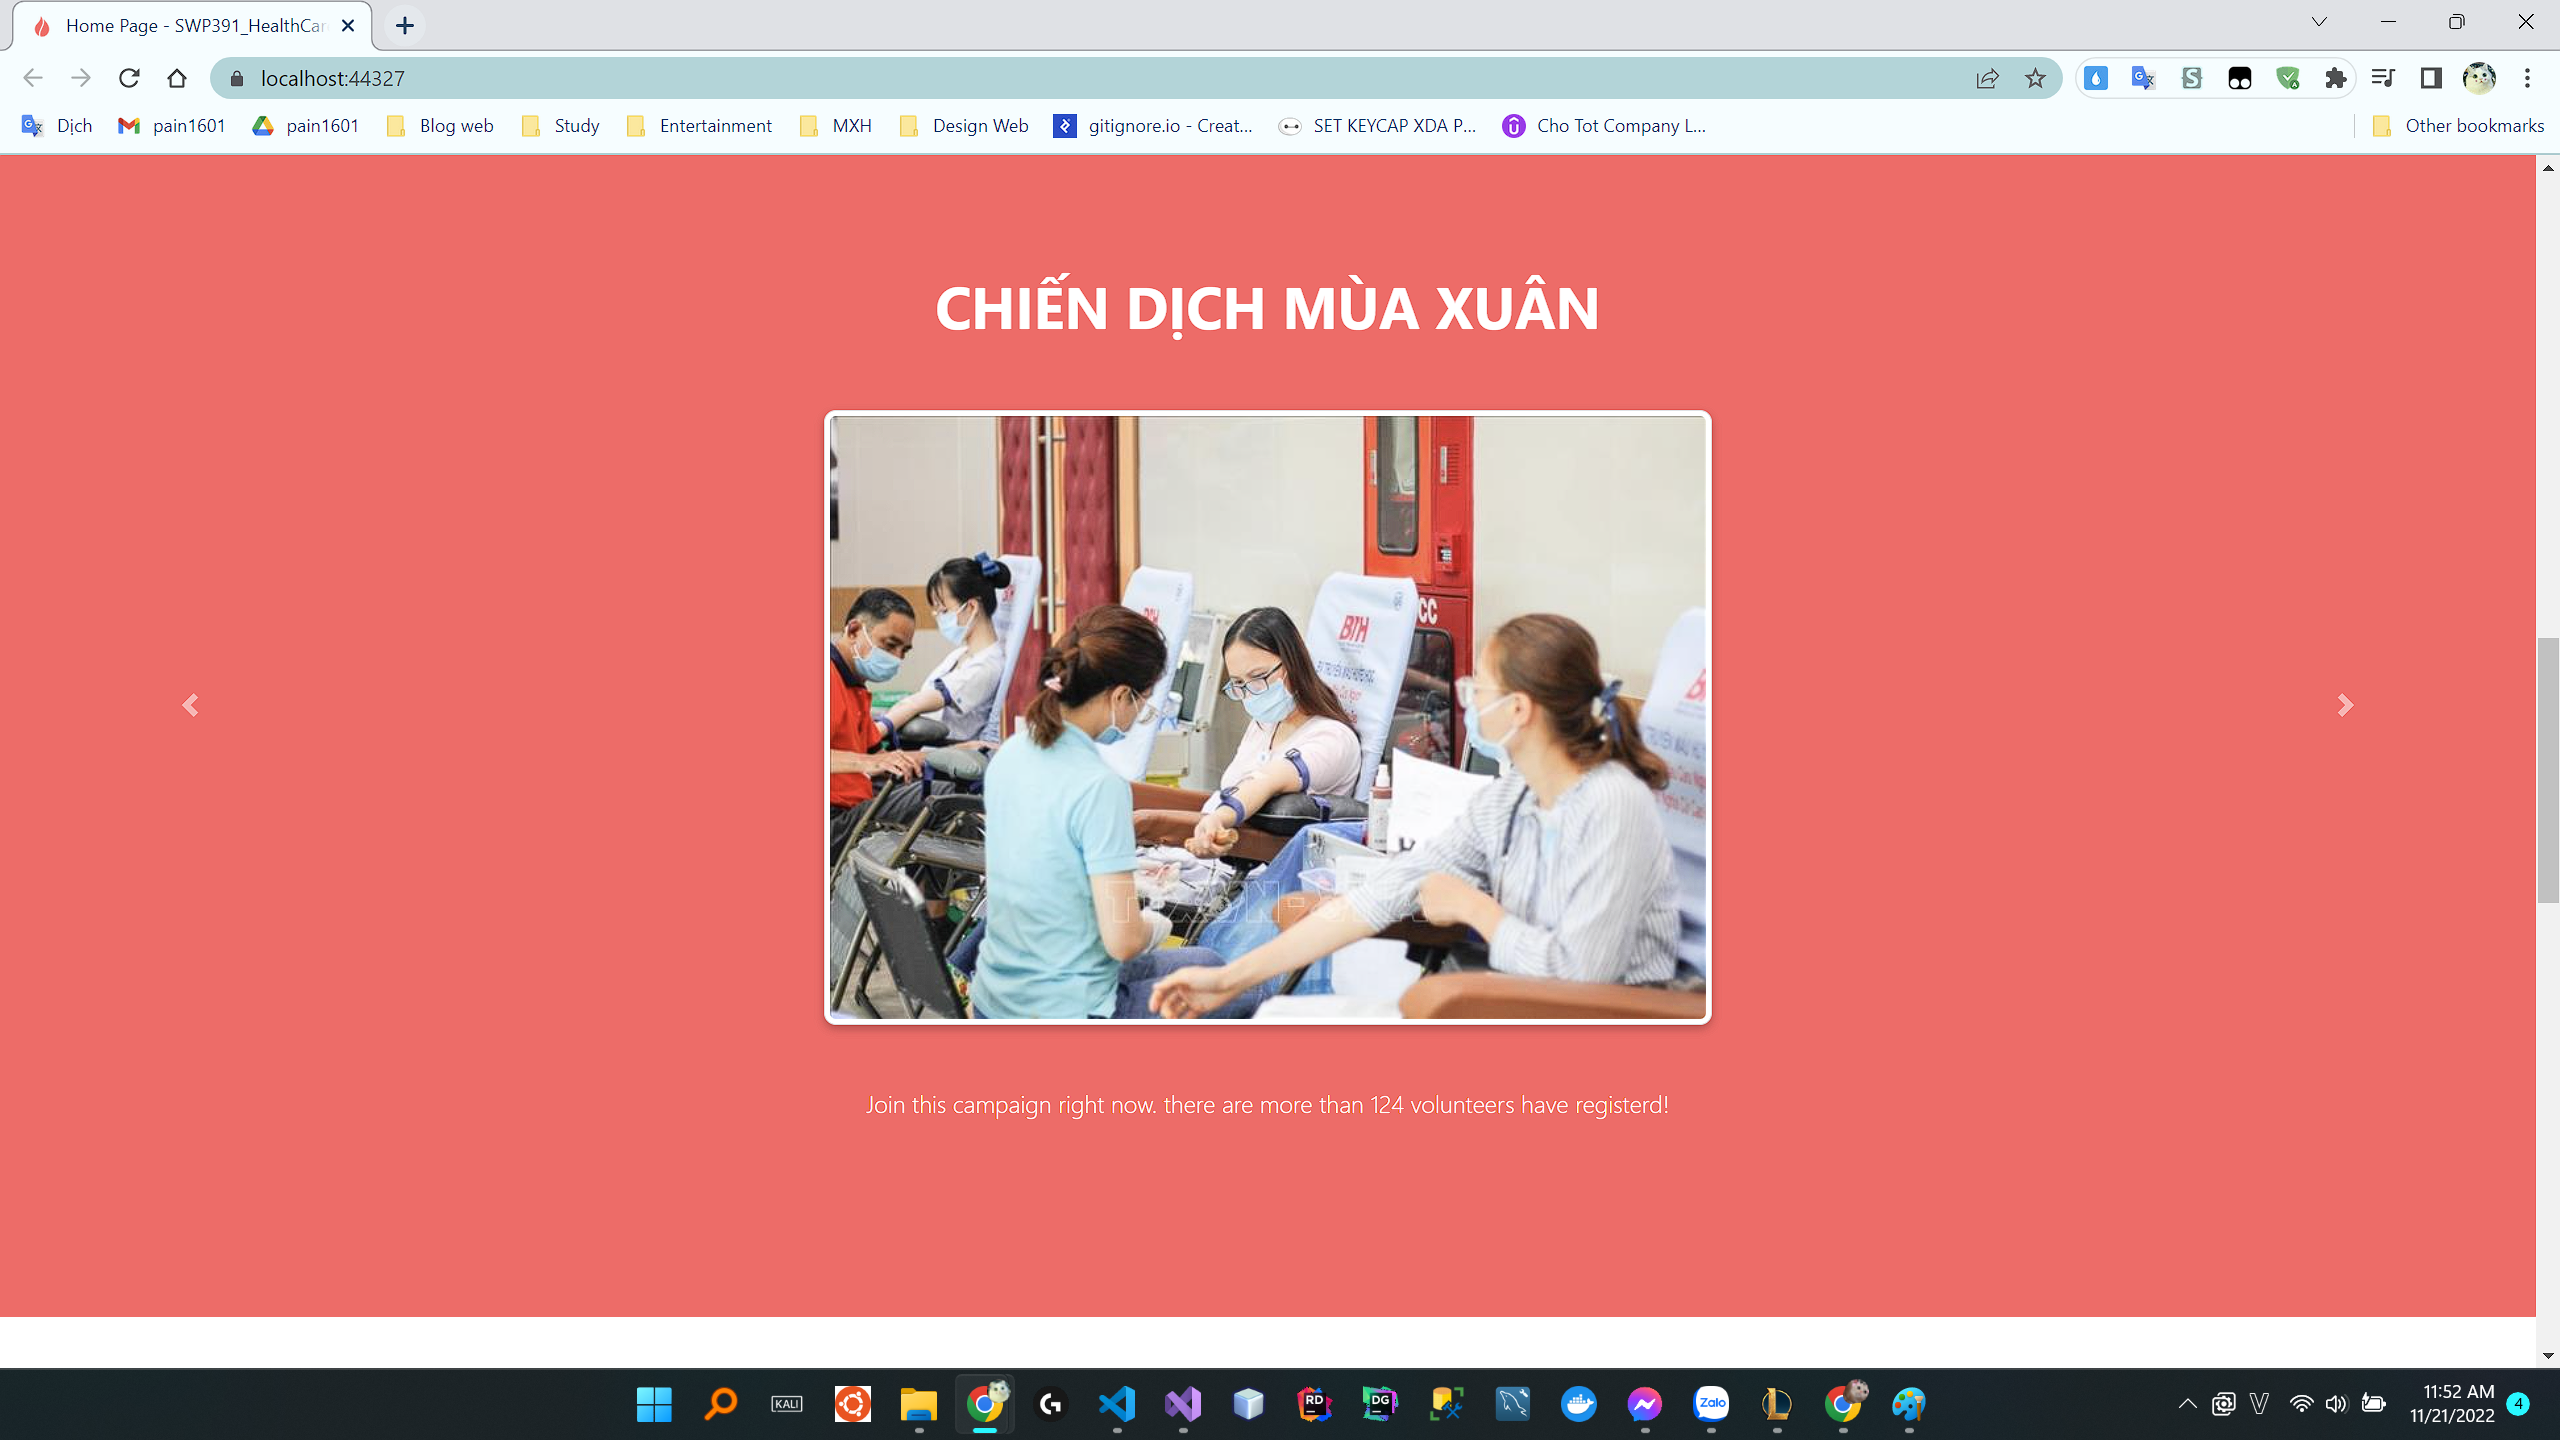 Home Page - SWP391_HealthCar
localhost:44327
Dịch
pain1601
pain1601
Blog web
Study
Entertainment
MXH
Design Web
gitignore.io - Creat...
SET KEYCAP XDA P...
Cho Tot Company L...
Other bookmarks
CHIẾN DỊCH MÙA XUÂN
BTH
CC
Join this campaign right now. there are more than 124 volunteers have registerd!
KALI
RD
DG
Zalo
11:52 AM
11/21/2022
4